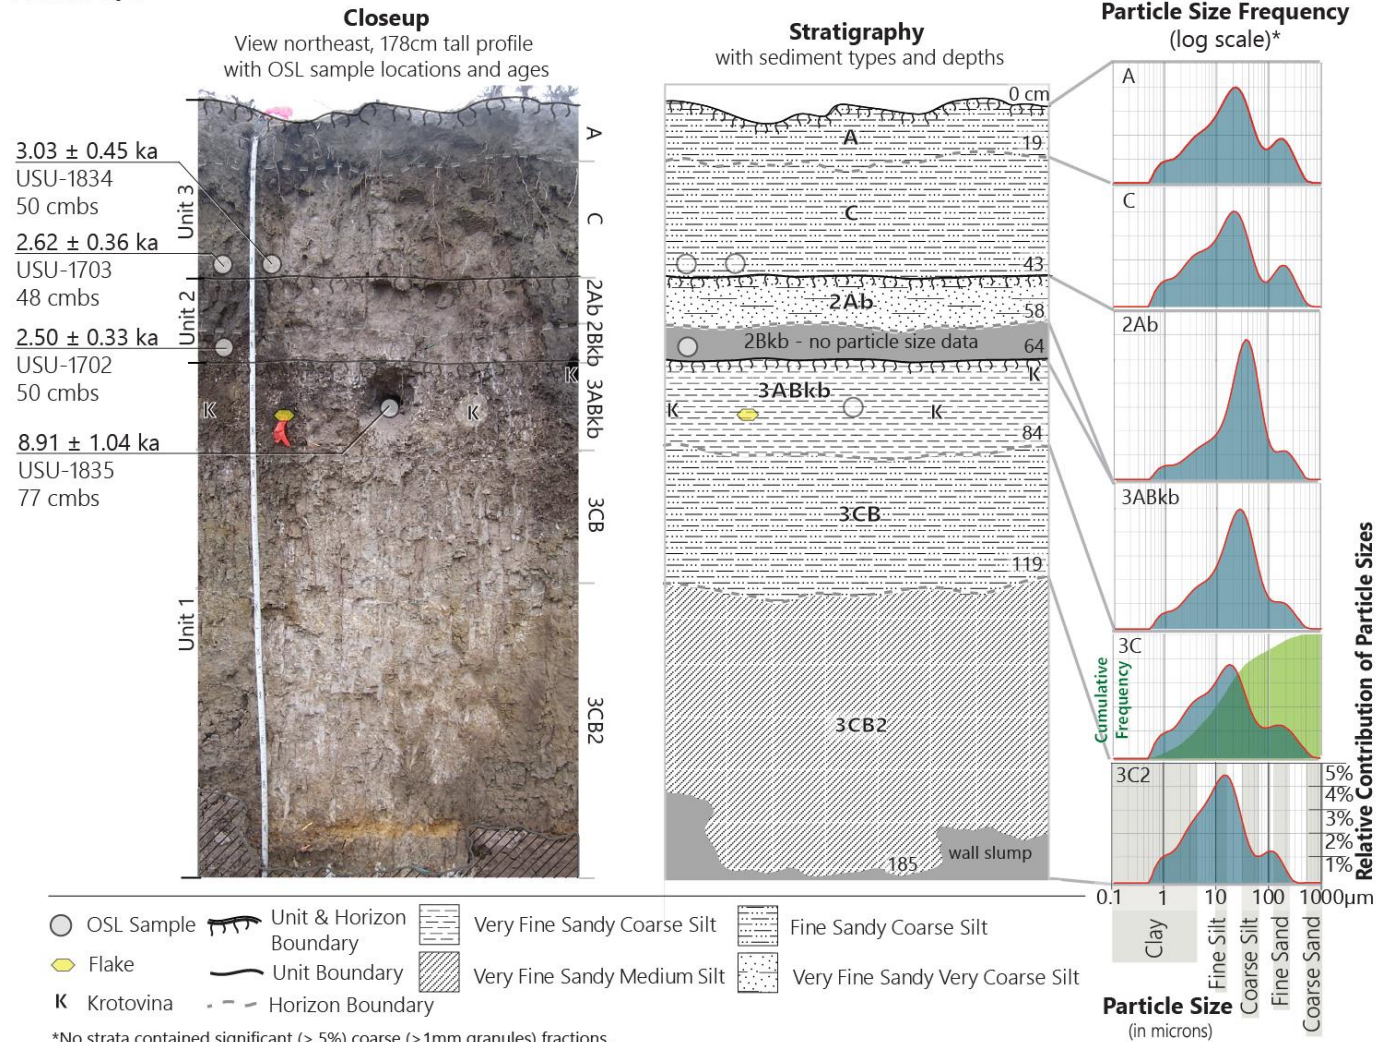 Closeup
View northeast, 178cm tall profile
with OSL sample locations and ages
3.03 ± 0.45 ka
USU-1834
50 cmbs
2.62 ± 0.36 ka
USU-1703
48 cmbs
2.50 ± 0.33 ka
USU-1702
50 cmbs
8.91 ± 1.04 ka
USU-1835
77 cmbs
Unit 3
Unit 2
Unit 1
K
K
K
A
C
2Ab
2Bkb
3ABkb
3CB
3CB2
Stratigraphy
with sediment types and depths
0 cm
A
19
C
43
2Ab
58
2Bkb - no particle size data
64
K
3ABkb
K
K
84
3CB
119
3CB2
185
wall slump
Particle Size Frequency
(log scale)*
A
C
2Ab
3ABkb
3C
Cumulative
Frequency
3C2
5%
4%
3%
2%
1%
Relative Contribution of Particle Sizes
0.1 1 10 100 1000µm
Clay
Fine Silt
Coarse Silt
Fine Sand
Coarse Sand
Particle Size
(in microns)
OSL Sample
Flake
K Krotovina
Unit & Horizon
Boundary
Unit Boundary
Horizon Boundary
Very Fine Sandy Coarse Silt
Very Fine Sandy Medium Silt
Fine Sandy Coarse Silt
Very Fine Sandy Very Coarse Silt
*No strata contained significant (> 5%) coarse (>1mm granules) fractions